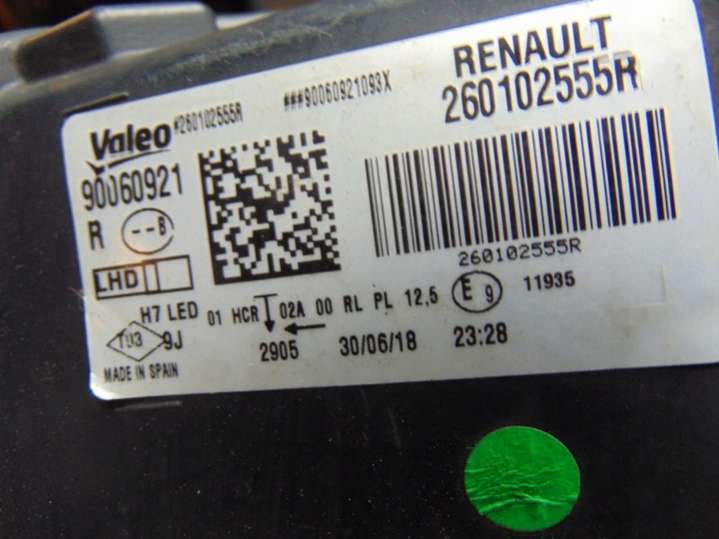 RENAULT
260102555R
#260102555R ###90060921093X
Valeo
90060921
R --B
LHD
260102555R
H7 LED 01 HCR 02A 00 RL PL 12,5 E 9 11935
9J
2905 30/06/18 23:28
MADE IN SPAIN